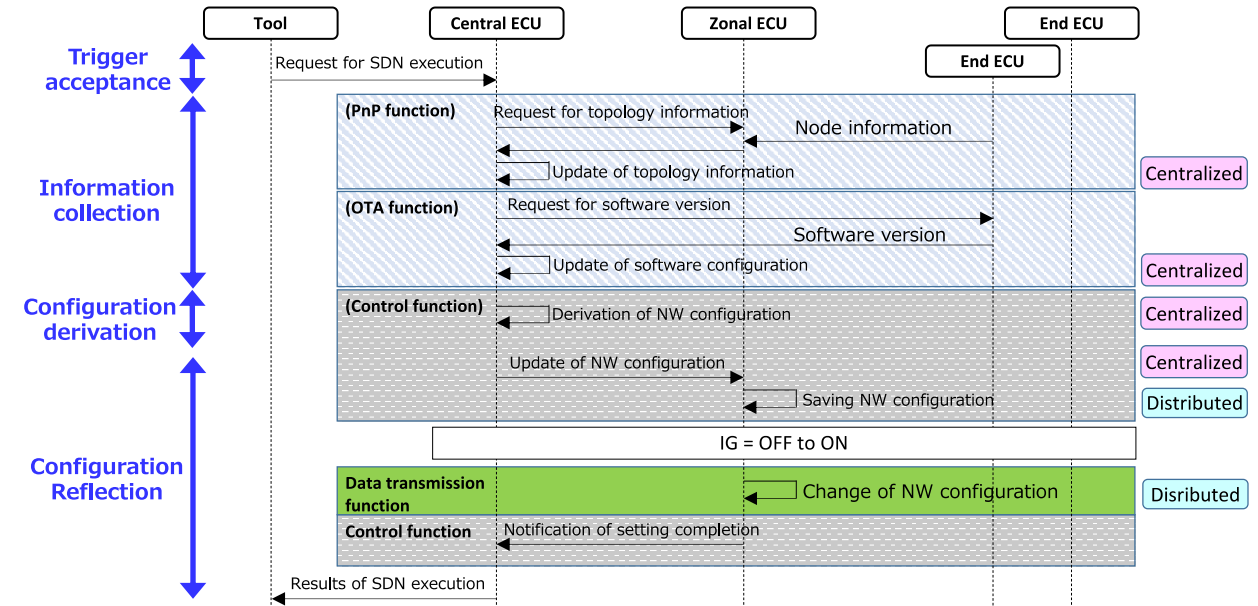 Tool
Central ECU
Zonal ECU
End ECU
End ECU
Trigger
acceptance
Request for SDN execution
Information
collection
(PnP function)
Request for topology information
Node information
Update of topology information
Centralized
(OTA function)
Request for software version
Software version
Update of software configuration
Centralized
Configuration
derivation
(Control function)
Derivation of NW configuration
Centralized
Configuration
Reflection
Update of NW configuration
Centralized
Saving NW configuration
Distributed
IG = OFF to ON
Data transmission
function
Change of NW configuration
Disributed
Control function
Notification of setting completion
Results of SDN execution